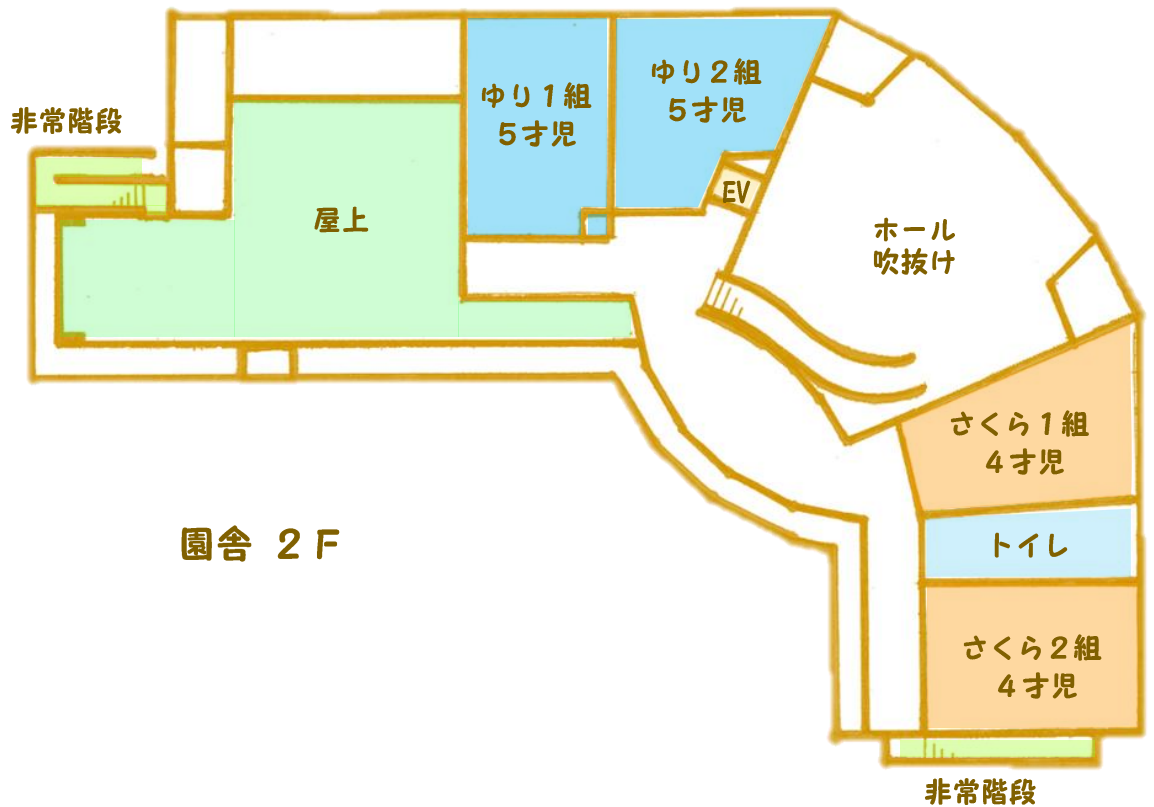 ゆり２組
５才児
ゆり１組
５才児
非常階段
EV
屋上
ホール
吹抜け
さくら１組
４才児
園舎 ２F
トイレ
さくら２組
４才児
非常階段